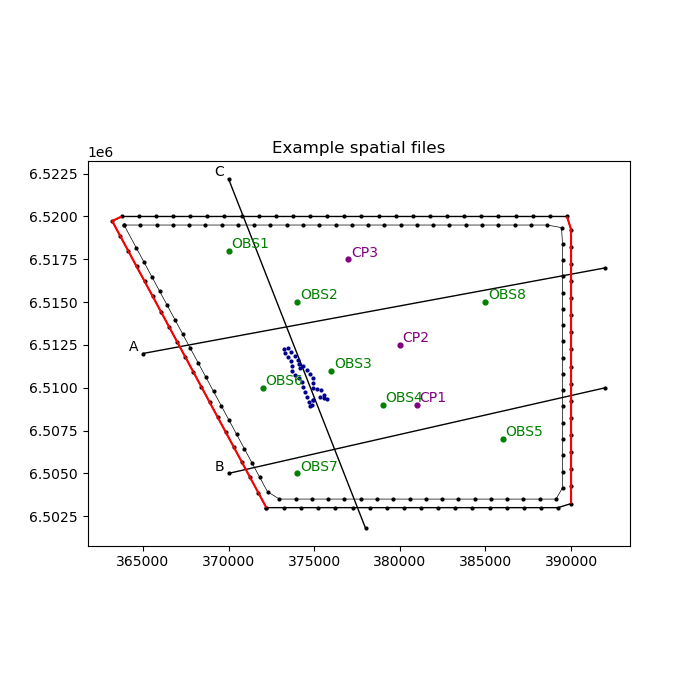 Example spatial files
1e6
6.5225
6.5200
6.5175
6.5150
6.5125
6.5100
6.5075
6.5050
6.5025
C
OBS1
CP3
OBS2
OBS8
A
CP2
OBS3
OBS6
OBS4
CP1
OBS5
B
OBS7
365000 370000 375000 380000 385000 390000